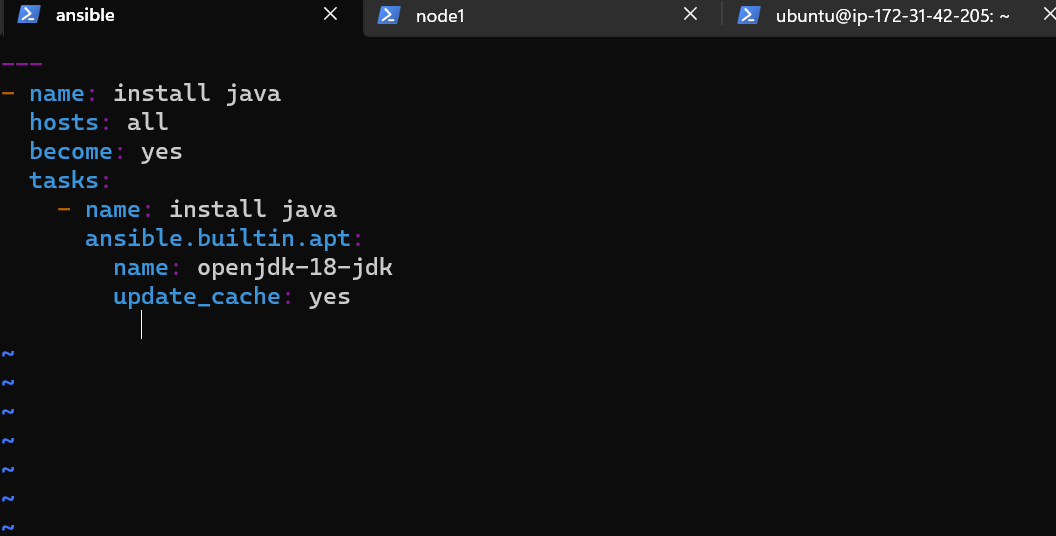 ansible node1 ubuntu@ip-172-31-42-205: ~
---
- name: install java
  hosts: all
  become: yes
  tasks:
    - name: install java
      ansible.builtin.apt:
        name: openjdk-18-jdk
        update_cache: yes
~
~
~
~
~
~
~